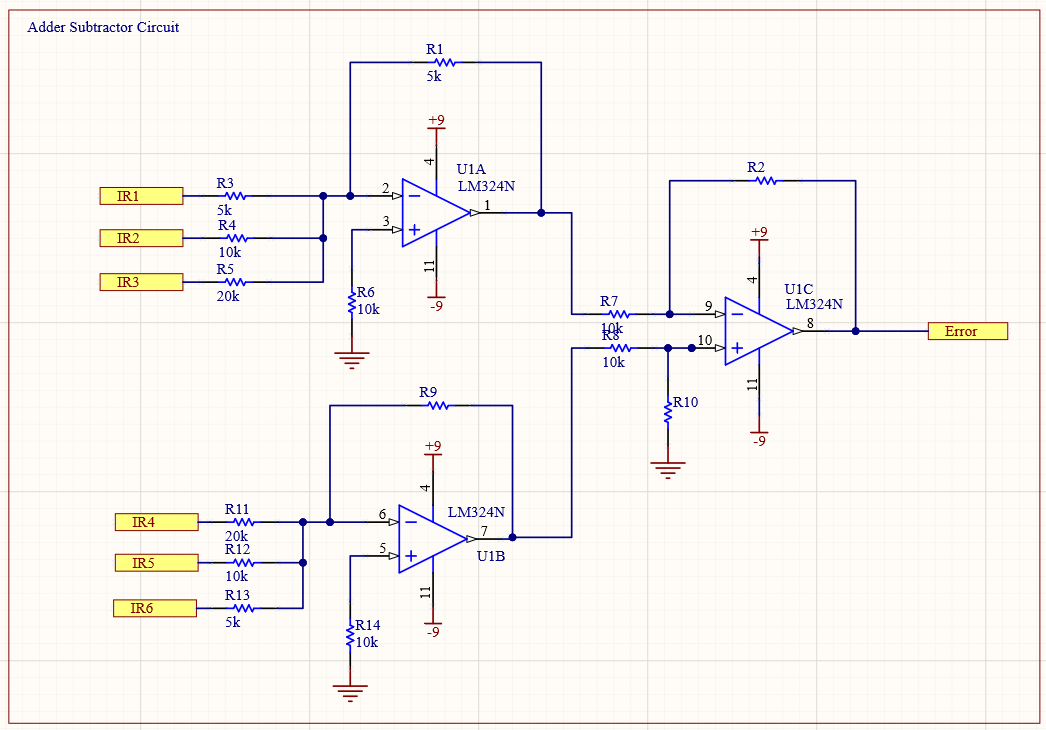 Adder Subtractor Circuit
R1
5k
+9
4
U1A
LM324N
IR1
R3
5k
2
1
3
IR2
R4
10k
IR3
R5
20k
11
-9
R6
10k
R2
+9
4
U1C
LM324N
R7
10k
9
8
10
Error
R8
10k
11
-9
R10
R9
+9
4
LM324N
U1B
IR4
R11
20k
6
7
5
IR5
R12
10k
IR6
R13
5k
11
-9
R14
10k